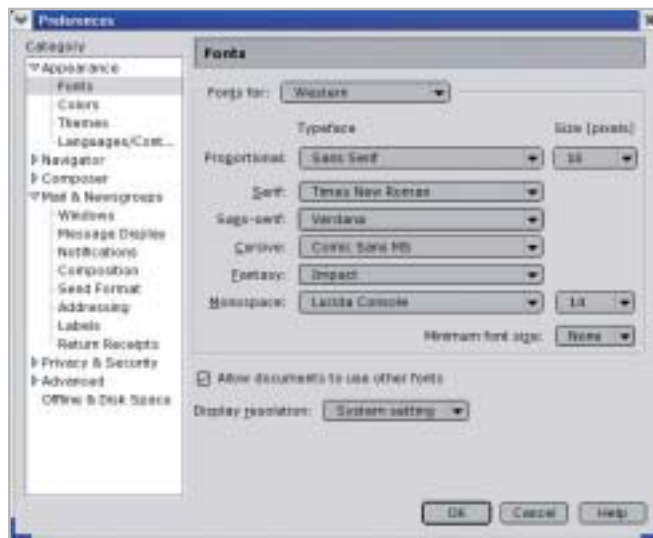 Preferences
Category
Appearance
Fonts
Colors
Themes
Languages/Cont...
Navigator
Composer
Mail & Newsgroups
Windows
Message Display
Notifications
Composition
Send Format
Addressing
Labels
Return Receipts
Privacy & Security
Advanced
Offline & Disk Space
Fonts
Fonts for: Western
Typeface Size (pixels)
Proportional: Sans Serif 16
Serif: Times New Roman
Sans-serif: Verdana
Cursive: Comic Sans MS
Fantasy: Impact
Monospace: Lucida Console 14
Minimum font size: None
Allow documents to use other fonts
Display resolution: System setting
OK Cancel Help